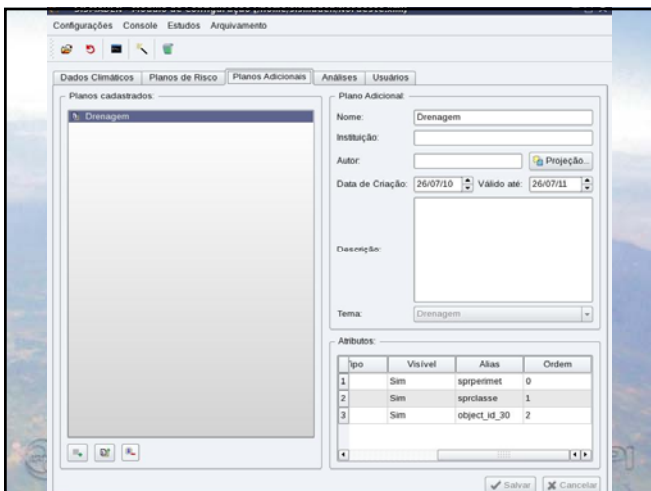 Configurações Console Estudos Arquivamento
Dados Climáticos Planos de Risco Planos Adicionais Análises Usuários
Planos cadastrados:
Drenagem
Plano Adicional:
Nome: Drenagem
Instituição:
Autor: Projeção...
Data de Criação: 26/07/10 Válido até: 26/07/11
Descrição:
Tema: Drenagem
Atributos:
Tipo Visível Alias Ordem
1 Sim sprperimet 0
2 Sim sprclasse 1
3 Sim object_id_30 2
Salvar Cancelar